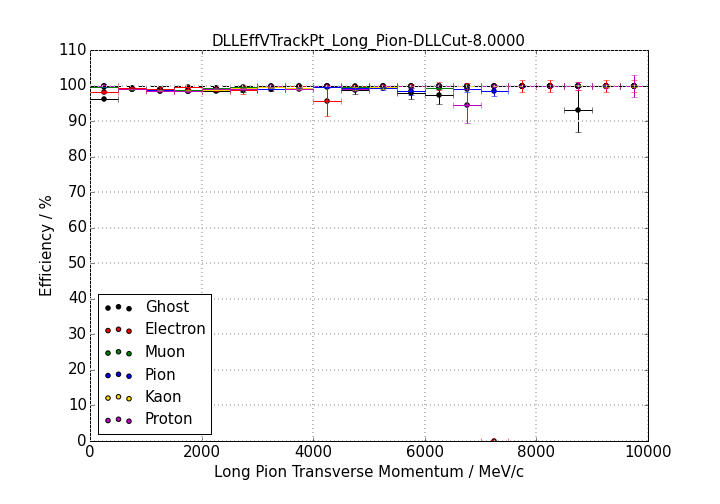 DLLEffVTrackPt_Long_Pion-DLLCut-8.0000
110
100
90
80
70
60
50
40
30
20
10
0
Efficiency / %
Ghost
Electron
Muon
Pion
Kaon
Proton
0 2000 4000 6000 8000 10000
Long Pion Transverse Momentum / MeV/c